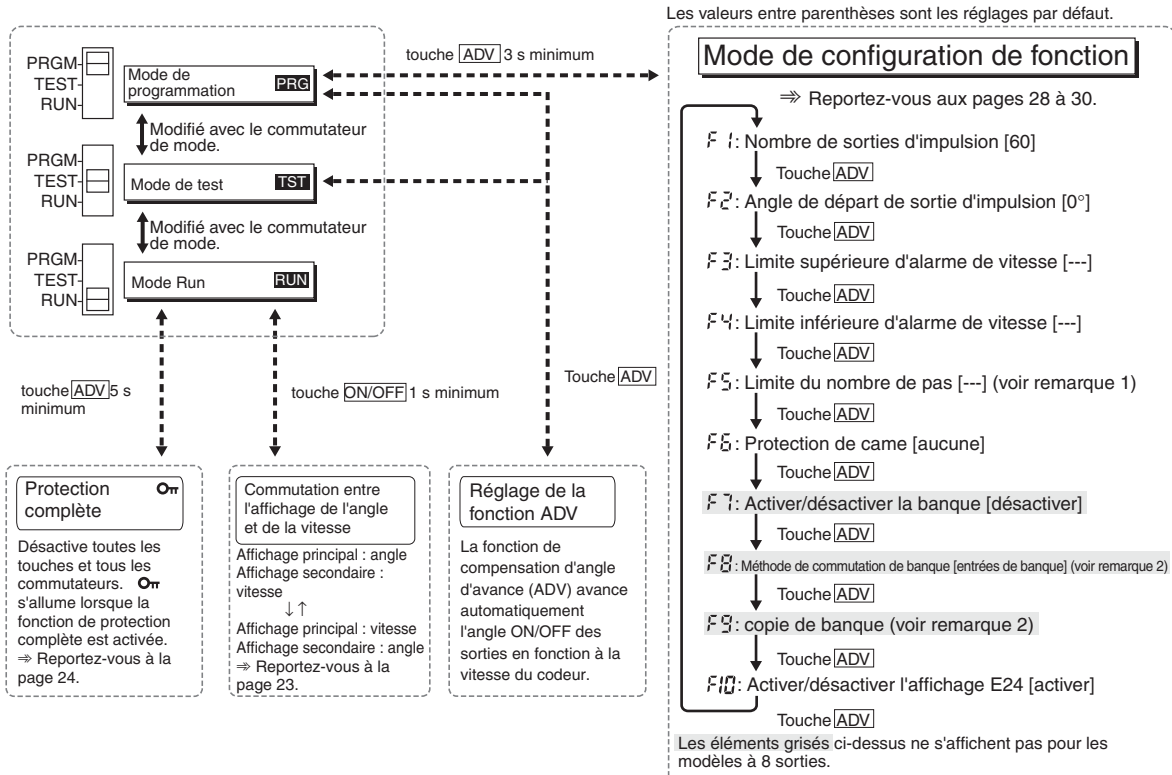 Les valeurs entre parenthèses sont les réglages par défaut.
PRGM
TEST
RUN
Mode de
programmation
PRG
touche ADV 3 s minimum
Modifié avec le commutateur
de mode.
PRGM
TEST
RUN
Mode de test
TST
Modifié avec le commutateur
de mode.
PRGM
TEST
RUN
Mode Run
RUN
touche ADV 5 s
minimum
touche ON/OFF 1 s minimum
Touche ADV
Protection
complète
Désactive toutes les
touches et tous les
commutateurs.
s'allume lorsque la
fonction de protection
complète est activée.
⇒ Reportez-vous à la
page 24.
Commutation entre
l'affichage de l'angle
et de la vitesse
Affichage principal : angle
Affichage secondaire :
vitesse
↓↑
Affichage principal : vitesse
Affichage secondaire : angle
⇒ Reportez-vous à la
page 23.
Réglage de la
fonction ADV
La fonction de
compensation d'angle
d'avance (ADV) avance
automatiquement
l'angle ON/OFF des
sorties en fonction à la
vitesse du codeur.
Mode de configuration de fonction
⇒ Reportez-vous aux pages 28 à 30.
F1: Nombre de sorties d'impulsion [60]
Touche ADV
F2: Angle de départ de sortie d'impulsion [0°]
Touche ADV
F3: Limite supérieure d'alarme de vitesse [---]
Touche ADV
F4: Limite inférieure d'alarme de vitesse [---]
Touche ADV
F5: Limite du nombre de pas [---] (voir remarque 1)
Touche ADV
F6: Protection de came [aucune]
Touche ADV
F7: Activer/désactiver la banque [désactiver]
Touche ADV
F8: Méthode de commutation de banque [entrées de banque] (voir remarque 2)
Touche ADV
F9: copie de banque (voir remarque 2)
Touche ADV
F10: Activer/désactiver l'affichage E24 [activer]
Touche ADV
Les éléments grisés ci-dessus ne s'affichent pas pour les
modèles à 8 sorties.